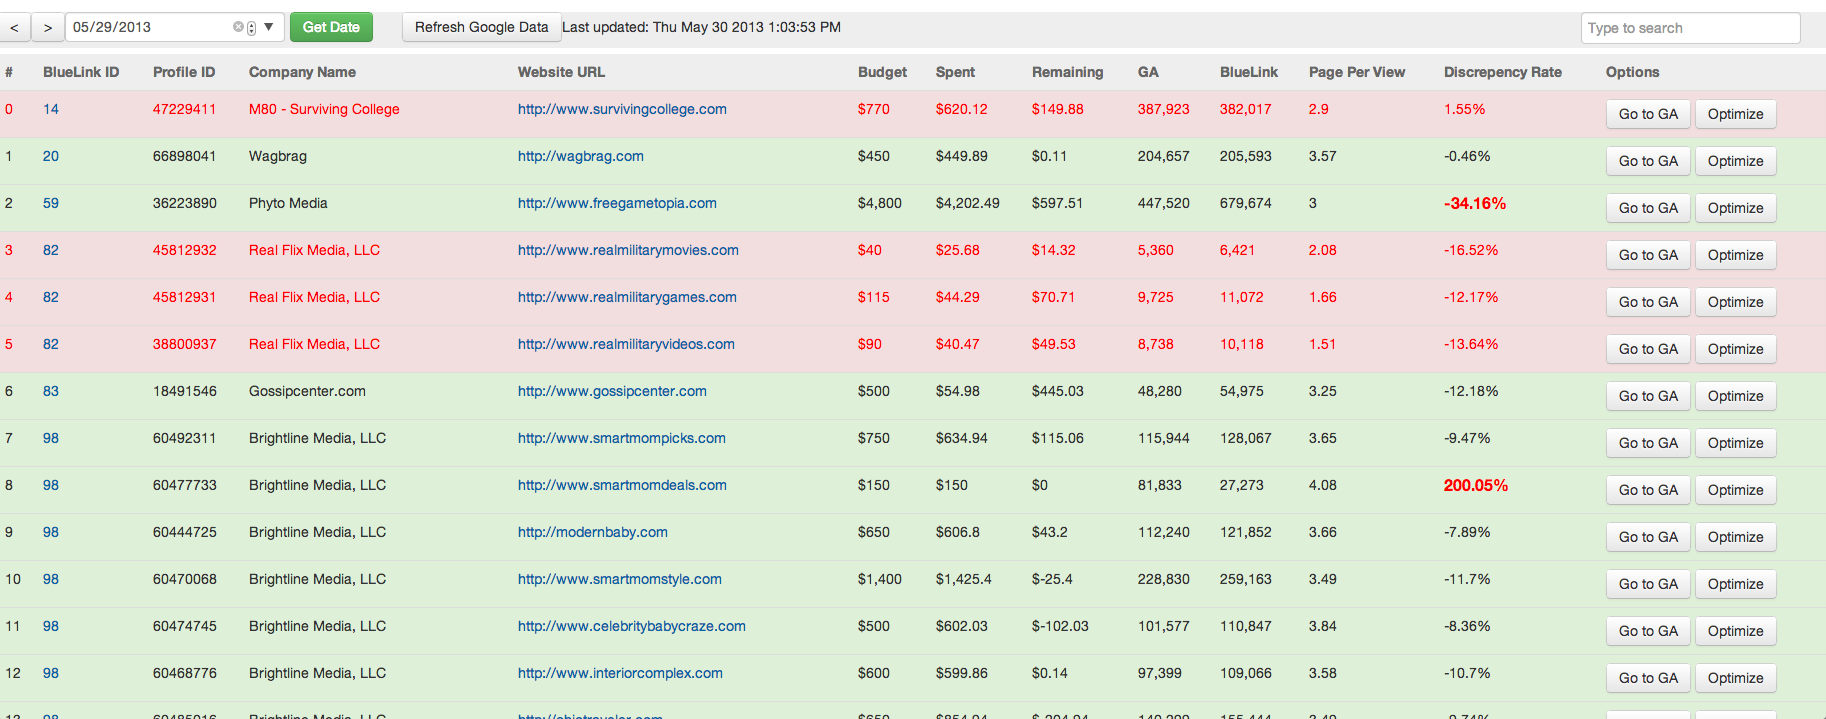 < > 05/29/2013 Get Date Refresh Google Data Last updated: Thu May 30 2013 1:03:53 PM Type to search
# BlueLink ID Profile ID Company Name Website URL Budget Spent Remaining GA BlueLink Page Per View Discrepency Rate Options
0 14 47229411 M80 - Surviving College http://www.survivingcollege.com $770 $620.12 $149.88 387,923 382,017 2.9 1.55% Go to GA Optimize
1 20 66898041 Wagbrag http://wagbrag.com $450 $449.89 $0.11 204,657 205,593 3.57 -0.46% Go to GA Optimize
2 59 36223890 Phyto Media http://www.freegametopia.com $4,800 $4,202.49 $597.51 447,520 679,674 3 -34.16% Go to GA Optimize
3 82 45812932 Real Flix Media, LLC http://www.realmilitarymovies.com $40 $25.68 $14.32 5,360 6,421 2.08 -16.52% Go to GA Optimize
4 82 45812931 Real Flix Media, LLC http://www.realmilitarygames.com $115 $44.29 $70.71 9,725 11,072 1.66 -12.17% Go to GA Optimize
5 82 38800937 Real Flix Media, LLC http://www.realmilitaryvideos.com $90 $40.47 $49.53 8,738 10,118 1.51 -13.64% Go to GA Optimize
6 83 18491546 Gossipcenter.com http://www.gossipcenter.com $500 $54.98 $445.03 48,280 54,975 3.25 -12.18% Go to GA Optimize
7 98 60492311 Brightline Media, LLC http://www.smartmompicks.com $750 $634.94 $115.06 115,944 128,067 3.65 -9.47% Go to GA Optimize
8 98 60477733 Brightline Media, LLC http://www.smartmomdeals.com $150 $150 $0 81,833 27,273 4.08 200.05% Go to GA Optimize
9 98 60444725 Brightline Media, LLC http://modernbaby.com $650 $606.8 $43.2 112,240 121,852 3.66 -7.89% Go to GA Optimize
10 98 60470068 Brightline Media, LLC http://www.smartmomstyle.com $1,400 $1,425.4 $-25.4 228,830 259,163 3.49 -11.7% Go to GA Optimize
11 98 60474745 Brightline Media, LLC http://www.celebritybabycraze.com $500 $602.03 $-102.03 101,577 110,847 3.84 -8.36% Go to GA Optimize
12 98 60468776 Brightline Media, LLC http://www.interiorcomplex.com $600 $599.86 $0.14 97,399 109,066 3.58 -10.7% Go to GA Optimize
98 Brightline Media, LLC